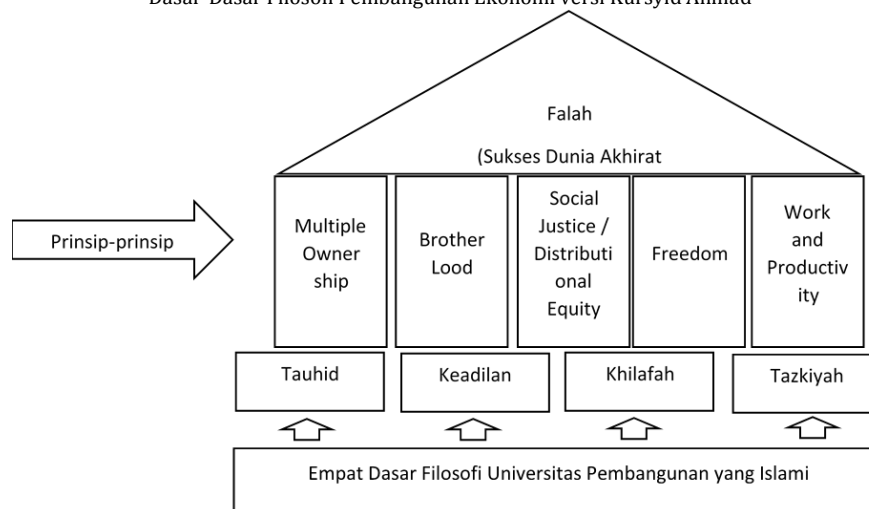 Dasar-Dasar Filosofi Pembangunan Ekonomi versi Kursyid Ahmad
Falah
(Sukses Dunia Akhirat
Prinsip-prinsip
Multiple
Owner
ship
Brother
Lood
Social
Justice /
Distributi
onal
Equity
Freedom
Work
and
Productiv
ity
Tauhid
Keadilan
Khilafah
Tazkiyah
Empat Dasar Filosofi Universitas Pembangunan yang Islami